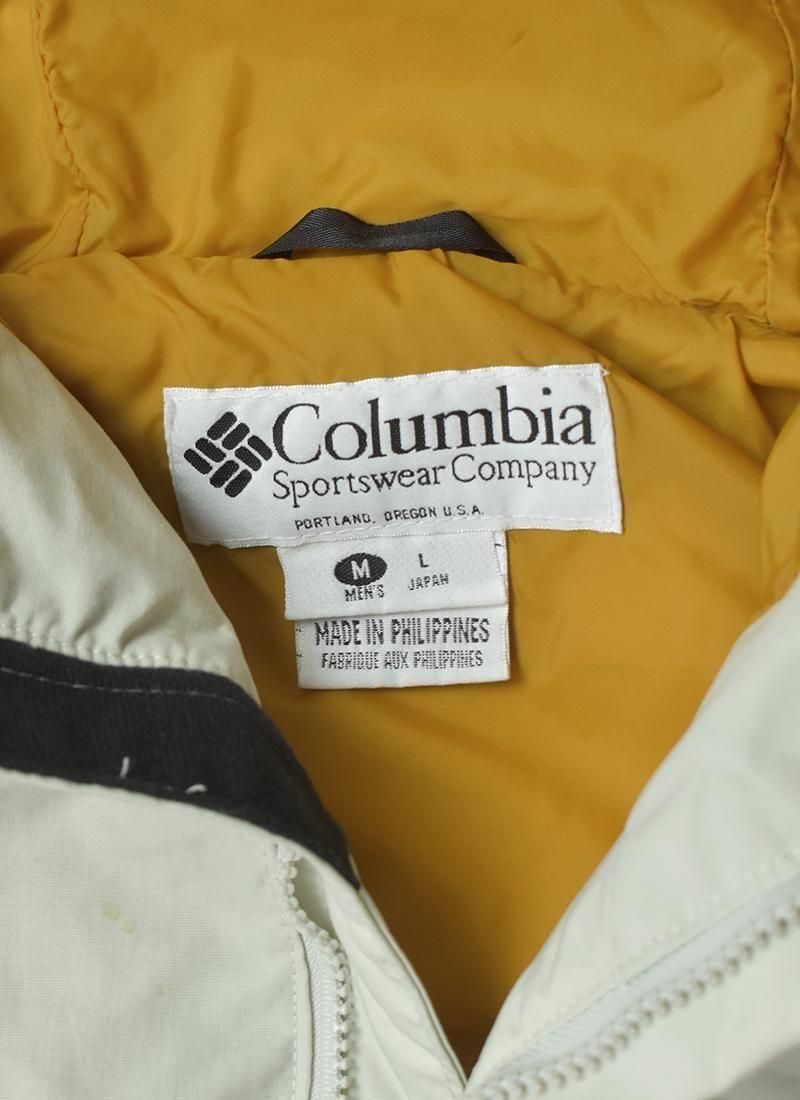 Columbia
Sportswear Company
PORTLAND, OREGON U.S.A.
M L
MEN'S JAPAN
MADE IN PHILIPPINES
FABRIQUE AUX PHILIPPINES